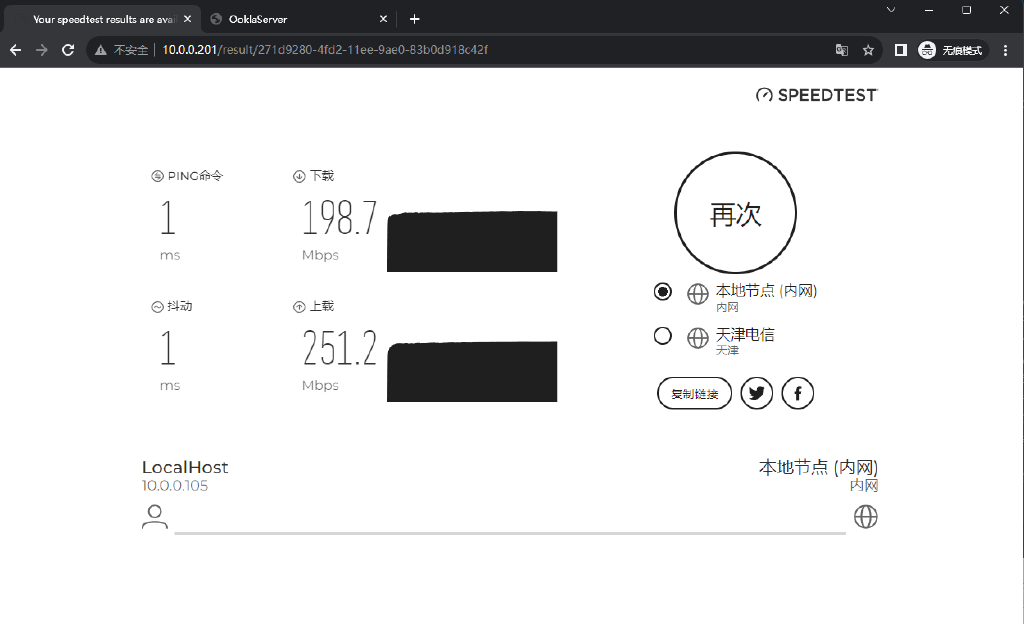 Your speedtest results are avai
OoklaServer
不安全
10.0.0.201/result/271d9280-4fd2-11ee-9ae0-83b0d918c42f
无痕模式
SPEEDTEST
PING命令
1
ms
下载
198.7
Mbps
抖动
1
ms
上载
251.2
Mbps
再次
本地节点 (内网)
内网
天津电信
天津
复制链接
LocalHost
10.0.0.105
本地节点 (内网)
内网